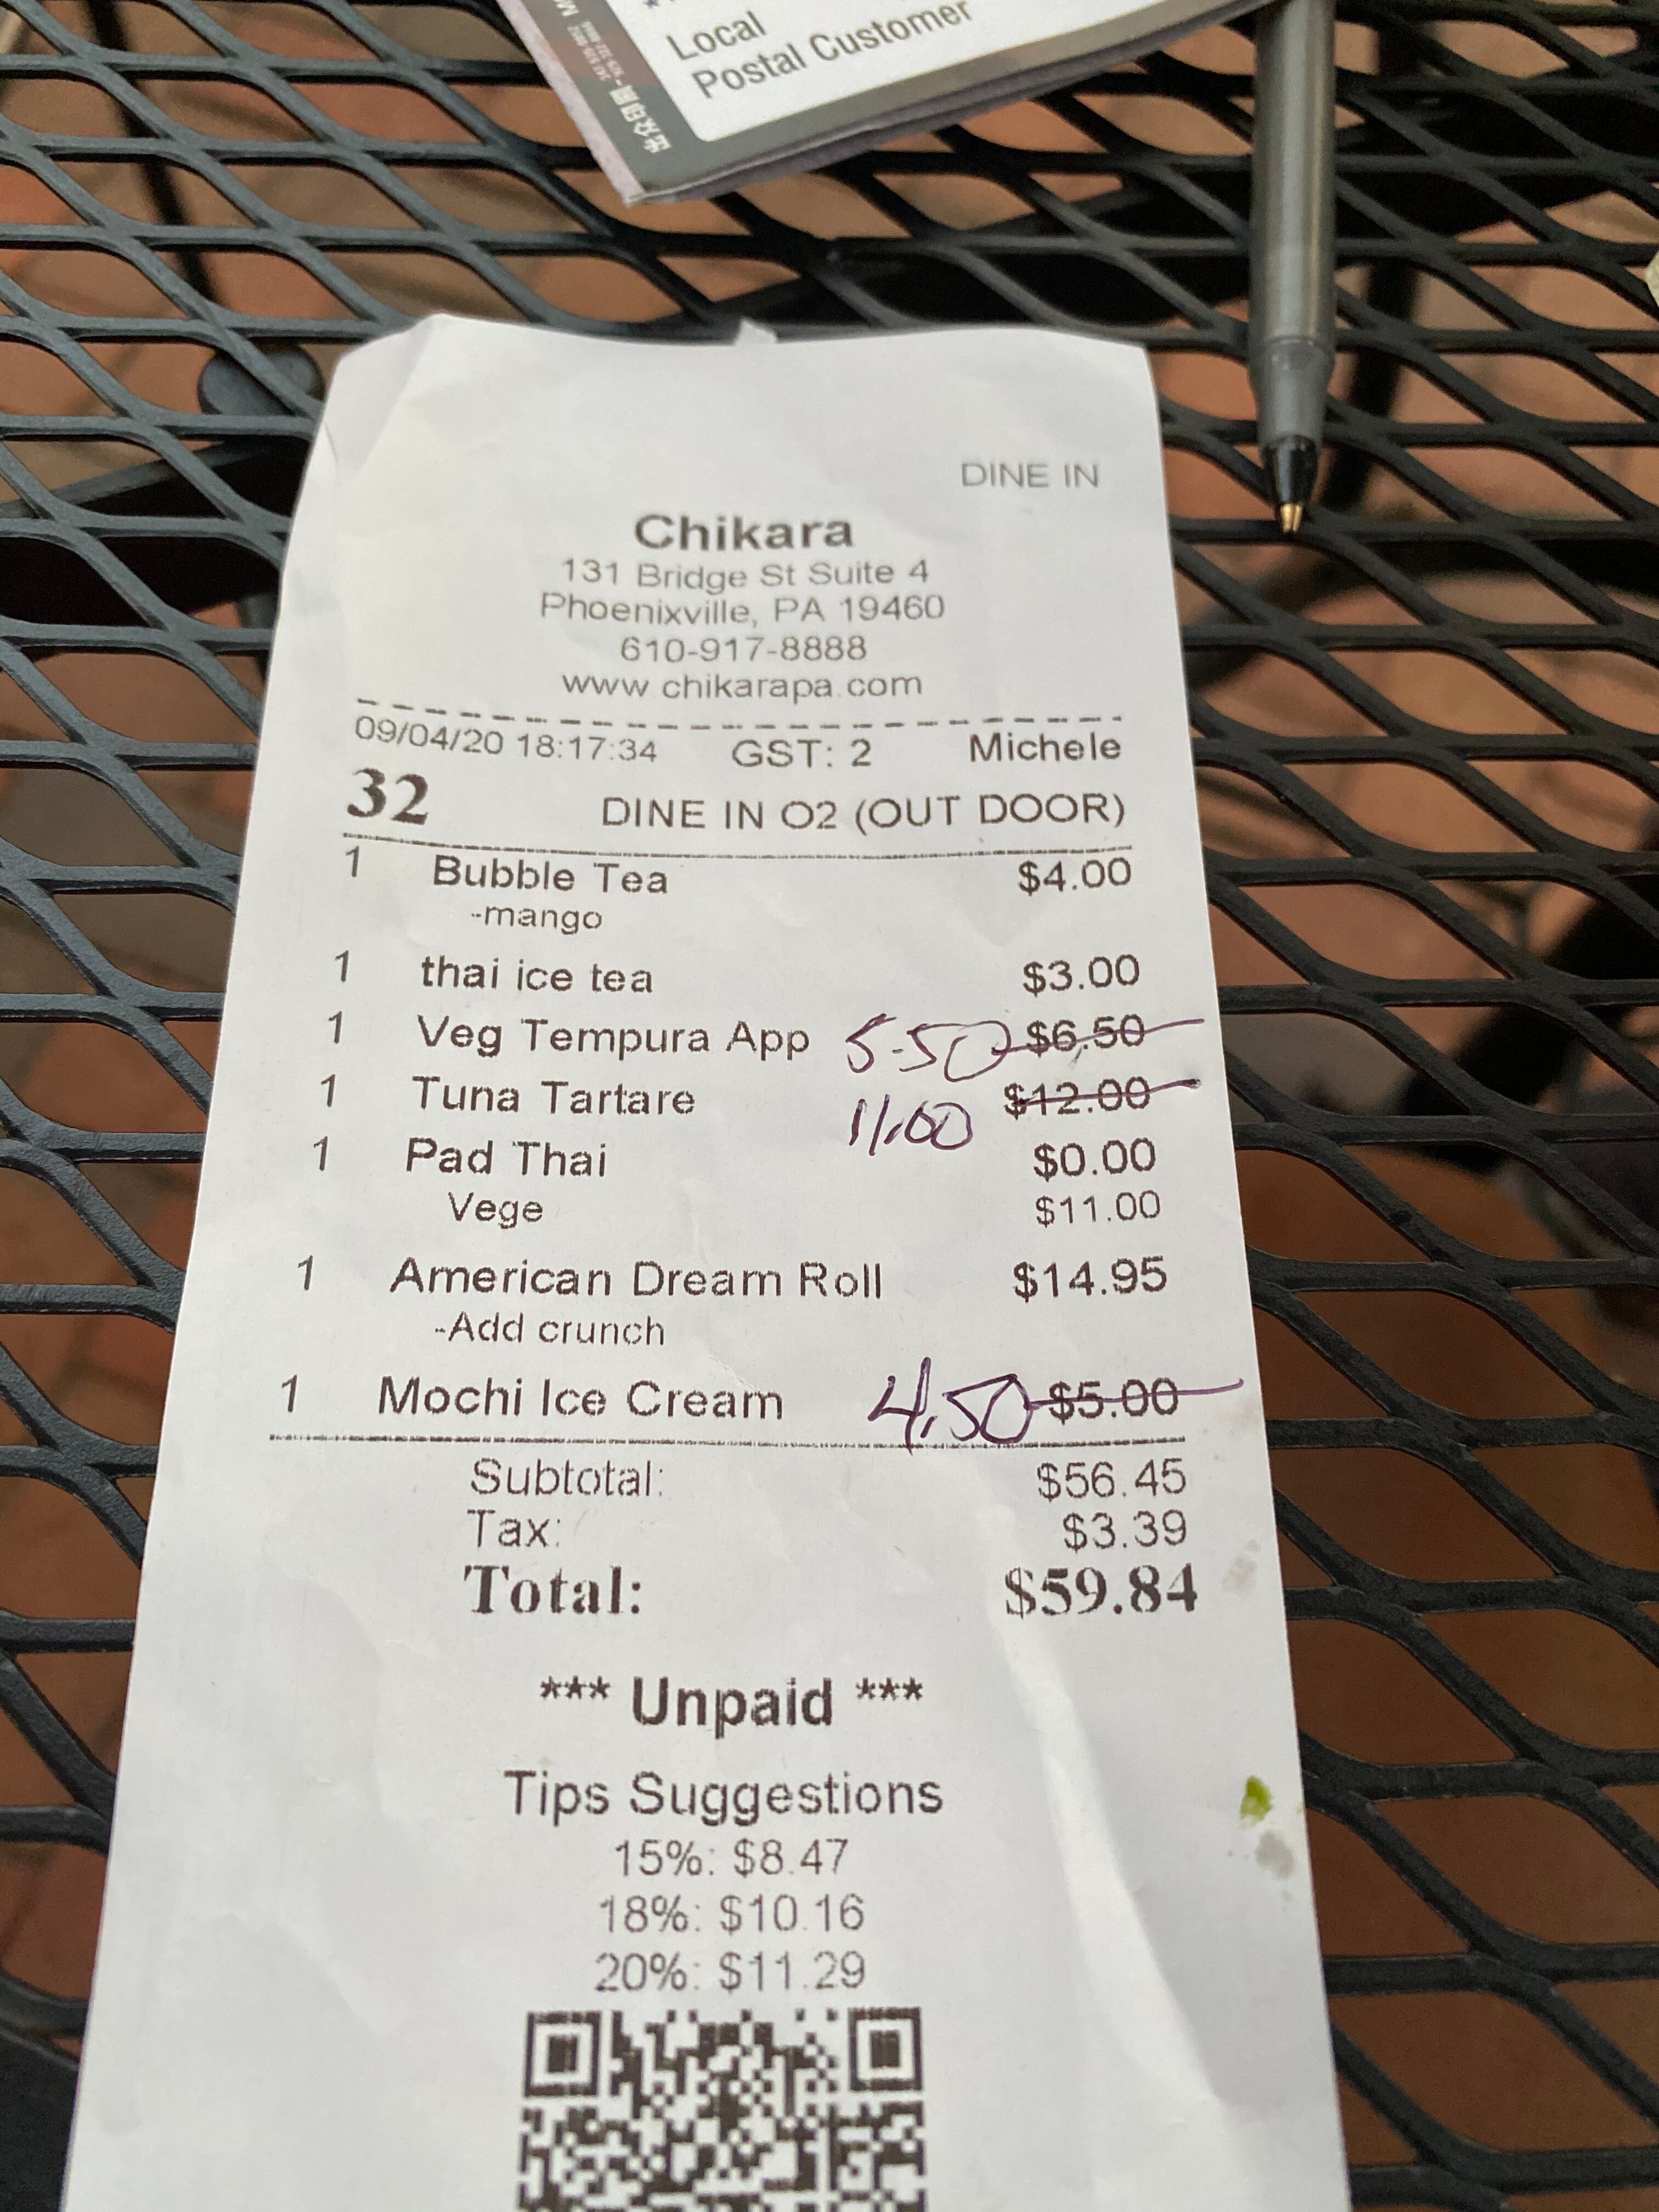 Local
Postal Customer
DINE IN
Chikara
131 Bridge St Suite 4
Phoenixville, PA 19460
610-917-8888
www.chikarapa.com
09/04/20 18:17:34 GST: 2 Michele
32 DINE IN O2 (OUT DOOR)
1 Bubble Tea $4.00
-mango
1 thai ice tea $3.00
1 Veg Tempura App 5.50 $6.50
1 Tuna Tartare 11.00 $12.00
1 Pad Thai $0.00
Vege $11.00
1 American Dream Roll $14.95
-Add crunch
1 Mochi Ice Cream 4.50 $5.00
Subtotal: $56.45
Tax: $3.39
Total: $59.84
*** Unpaid ***
Tips Suggestions
15%: $8.47
18%: $10.16
20%: $11.29